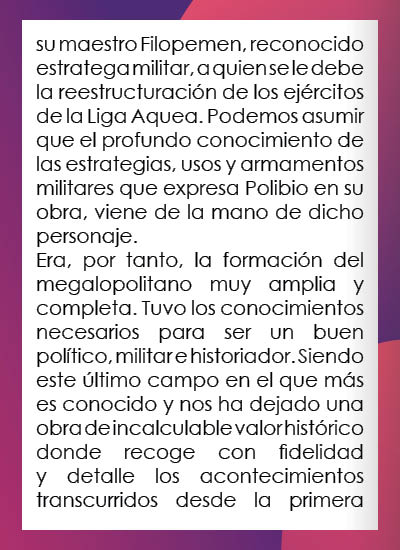 su maestro Filopemen, reconocido
estratega militar, a quien se le debe
la reestructuración de los ejércitos
de la Liga Aquea. Podemos asumir
que el profundo conocimiento de
las estrategias, usos y armamentos
militares que expresa Polibio en su
obra, viene de la mano de dicho
personaje.
Era, por tanto, la formación del
megalopolitano muy amplia y
completa. Tuvo los conocimientos
necesarios para ser un buen
político, militar e historiador. Siendo
este último campo en el que más
es conocido y nos ha dejado una
obra de incalculable valor histórico
donde recoge con fidelidad
y detalle los acontecimientos
transcurridos desde la primera